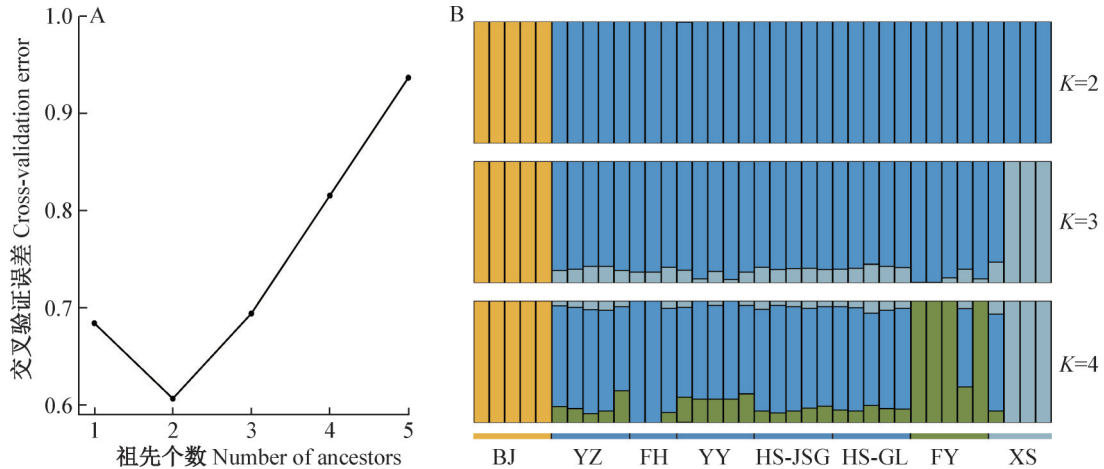 A
1.0
0.9
0.8
0.7
0.6
交叉验证误差 Cross-validation error
1 2 3 4 5
祖先个数 Number of ancestors
B
K=2
K=3
K=4
BJ YZ FH YY HS-JSG HS-GL FY XS